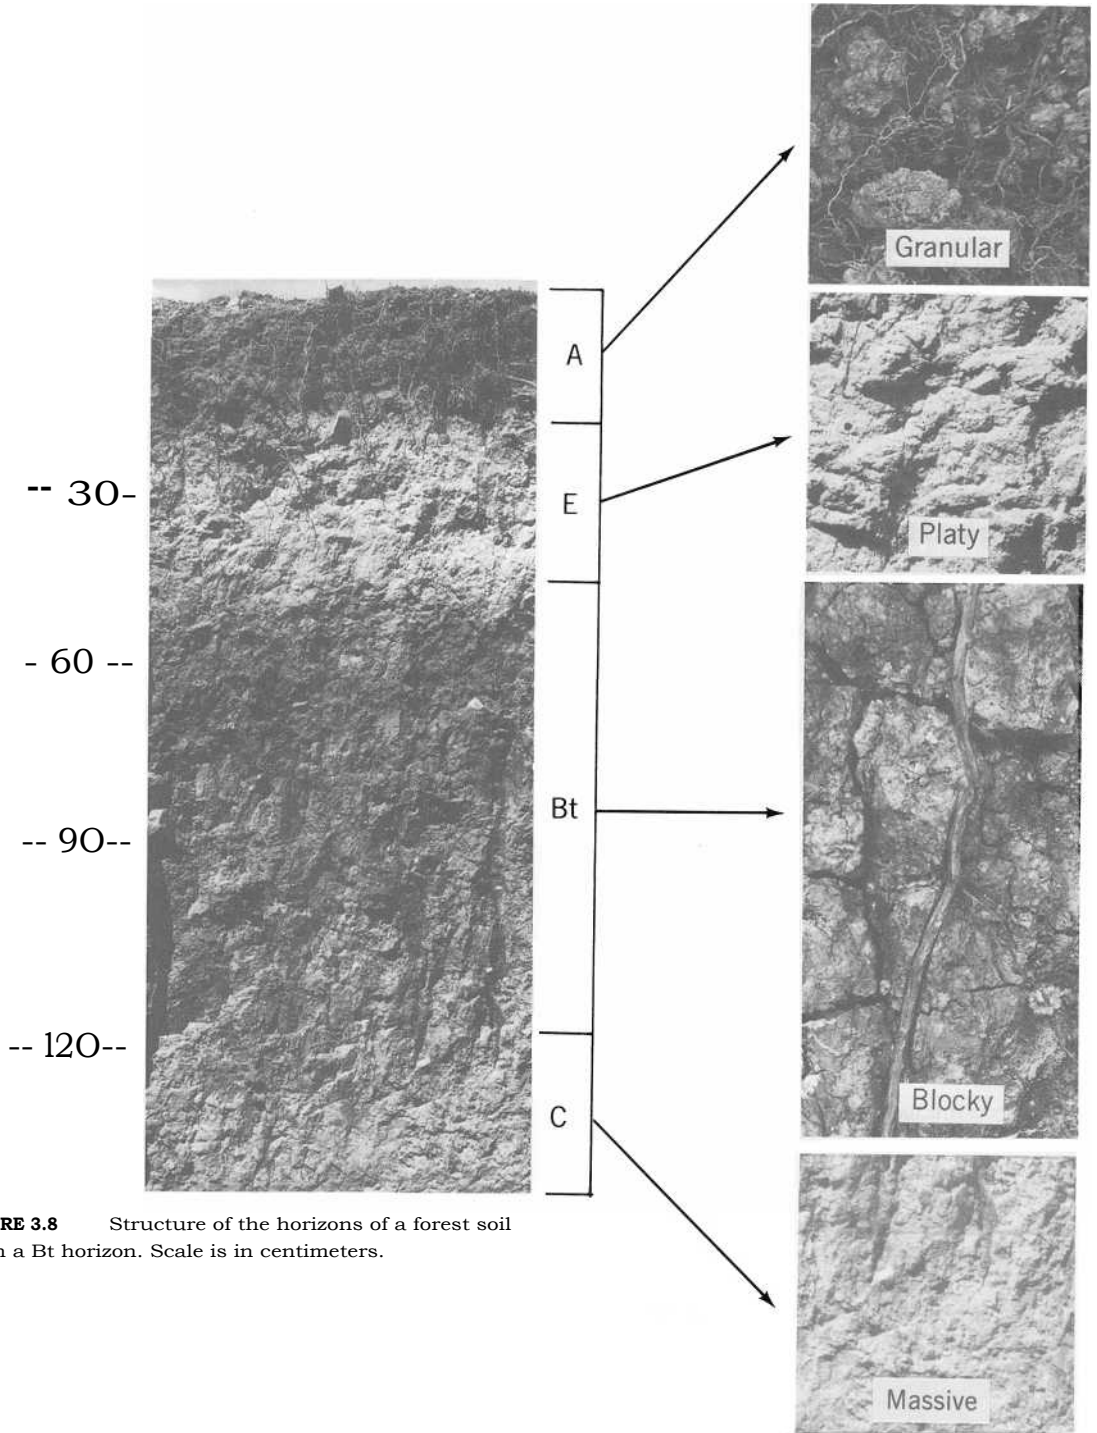 Granular
A
E
Platy
-- 30-
- 60 --
Bt
-- 90--
-- 120--
Blocky
C
RE 3.8 Structure of the horizons of a forest soil
a Bt horizon. Scale is in centimeters.
Massive